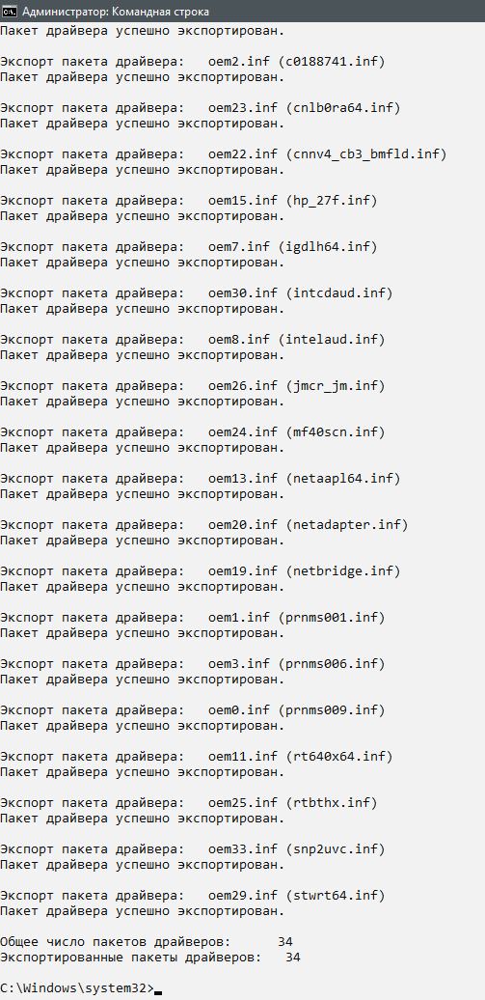 Администратор: Командная строка
Пакет драйвера успешно экспортирован.
Экспорт пакета драйвера: oem2.inf (c0188741.inf)
Пакет драйвера успешно экспортирован.
Экспорт пакета драйвера: oem23.inf (cnlb0ra64.inf)
Пакет драйвера успешно экспортирован.
Экспорт пакета драйвера: oem22.inf (cnnv4_cb3_bmfld.inf)
Пакет драйвера успешно экспортирован.
Экспорт пакета драйвера: oem15.inf (hp_27f.inf)
Пакет драйвера успешно экспортирован.
Экспорт пакета драйвера: oem7.inf (igdlh64.inf)
Пакет драйвера успешно экспортирован.
Экспорт пакета драйвера: oem30.inf (intcdaud.inf)
Пакет драйвера успешно экспортирован.
Экспорт пакета драйвера: oem8.inf (intelaud.inf)
Пакет драйвера успешно экспортирован.
Экспорт пакета драйвера: oem26.inf (jmcr_jm.inf)
Пакет драйвера успешно экспортирован.
Экспорт пакета драйвера: oem24.inf (mf40scn.inf)
Пакет драйвера успешно экспортирован.
Экспорт пакета драйвера: oem13.inf (netaapl64.inf)
Пакет драйвера успешно экспортирован.
Экспорт пакета драйвера: oem20.inf (netadapter.inf)
Пакет драйвера успешно экспортирован.
Экспорт пакета драйвера: oem19.inf (netbridge.inf)
Пакет драйвера успешно экспортирован.
Экспорт пакета драйвера: oem1.inf (prnms001.inf)
Пакет драйвера успешно экспортирован.
Экспорт пакета драйвера: oem3.inf (prnms006.inf)
Пакет драйвера успешно экспортирован.
Экспорт пакета драйвера: oem0.inf (prnms009.inf)
Пакет драйвера успешно экспортирован.
Экспорт пакета драйвера: oem11.inf (rt640x64.inf)
Пакет драйвера успешно экспортирован.
Экспорт пакета драйвера: oem25.inf (rtbthx.inf)
Пакет драйвера успешно экспортирован.
Экспорт пакета драйвера: oem33.inf (snp2uvc.inf)
Пакет драйвера успешно экспортирован.
Экспорт пакета драйвера: oem29.inf (stwrt64.inf)
Пакет драйвера успешно экспортирован.
Общее число пакетов драйверов: 34
Экспортированные пакеты драйверов: 34
C:\Windows\system32>